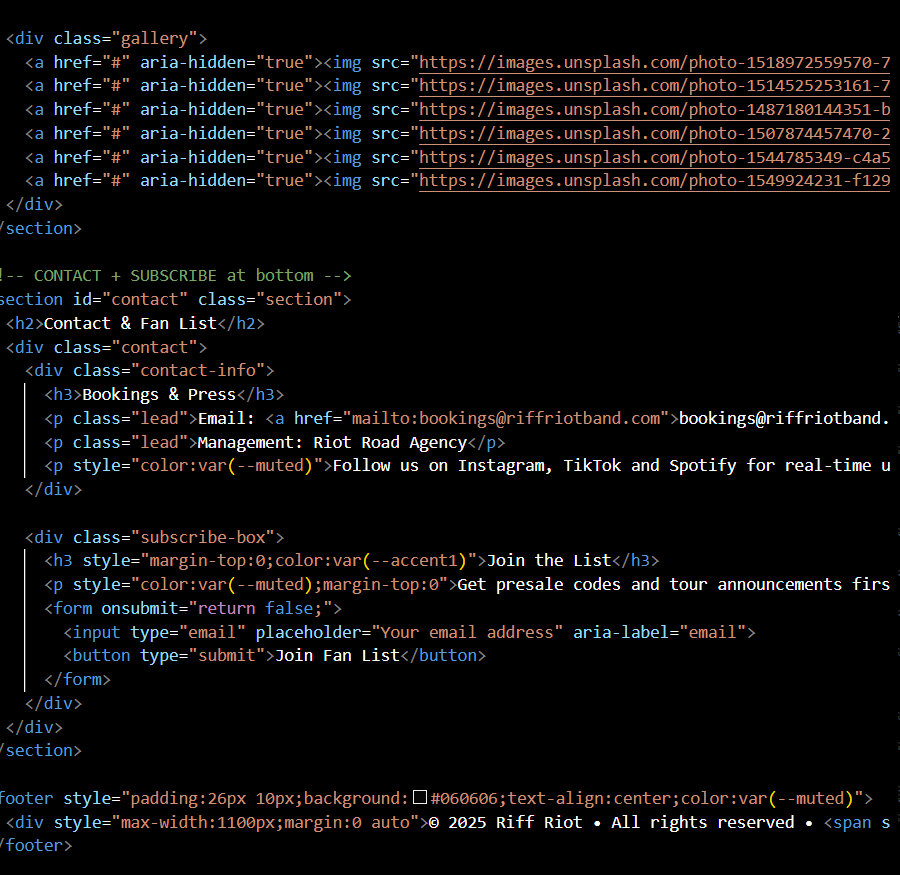 <div class="gallery">
<a href="#" aria-hidden="true"><img src="https://images.unsplash.com/photo-1518972559570-7
<a href="#" aria-hidden="true"><img src="https://images.unsplash.com/photo-1514525253161-7
<a href="#" aria-hidden="true"><img src="https://images.unsplash.com/photo-1487180144351-b
<a href="#" aria-hidden="true"><img src="https://images.unsplash.com/photo-1507874457470-2
<a href="#" aria-hidden="true"><img src="https://images.unsplash.com/photo-1544785349-c4a5
<a href="#" aria-hidden="true"><img src="https://images.unsplash.com/photo-1549924231-f129
</div>
/section>
!-- CONTACT + SUBSCRIBE at bottom -->
section id="contact" class="section">
<h2>Contact & Fan List</h2>
<div class="contact">
<div class="contact-info">
<h3>Bookings & Press</h3>
<p class="lead">Email: <a href="mailto:bookings@riffriotband.com">bookings@riffriotband.
<p class="lead">Management: Riot Road Agency</p>
<p style="color:var(--muted)">Follow us on Instagram, TikTok and Spotify for real-time u
</div>
<div class="subscribe-box">
<h3 style="margin-top:0;color:var(--accent1)">Join the List</h3>
<p style="color:var(--muted);margin-top:0">Get presale codes and tour announcements firs
<form onsubmit="return false;">
<input type="email" placeholder="Your email address" aria-label="email">
<button type="submit">Join Fan List</button>
</form>
</div>
</div>
/section>
footer style="padding:26px 10px;background:#060606;text-align:center;color:var(--muted)">
<div style="max-width:1100px;margin:0 auto">© 2025 Riff Riot • All rights reserved • <span s
/footer>